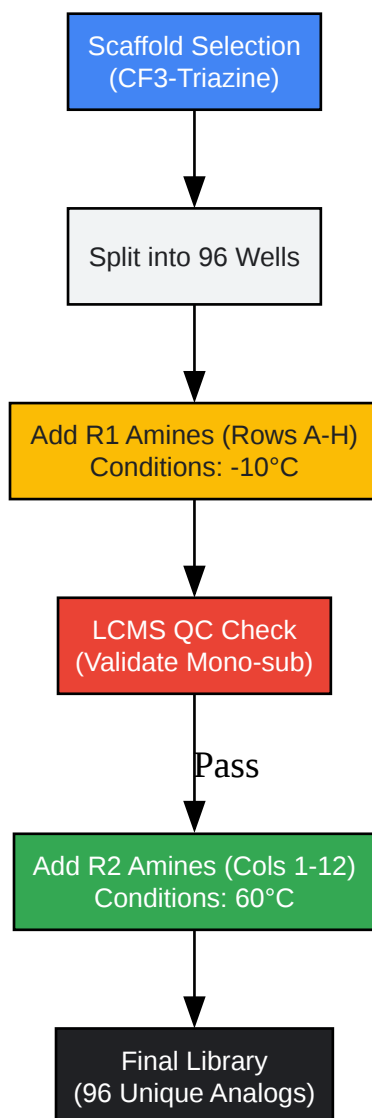 Scaffold Selection
(CF3-Triazine)
Split into 96 Wells
Add R1 Amines (Rows A-H)
Conditions: -10°C
LCMS QC Check
(Validate Mono-sub)
Pass
Add R2 Amines (Cols 1-12)
Conditions: 60°C
Final Library
(96 Unique Analogs)